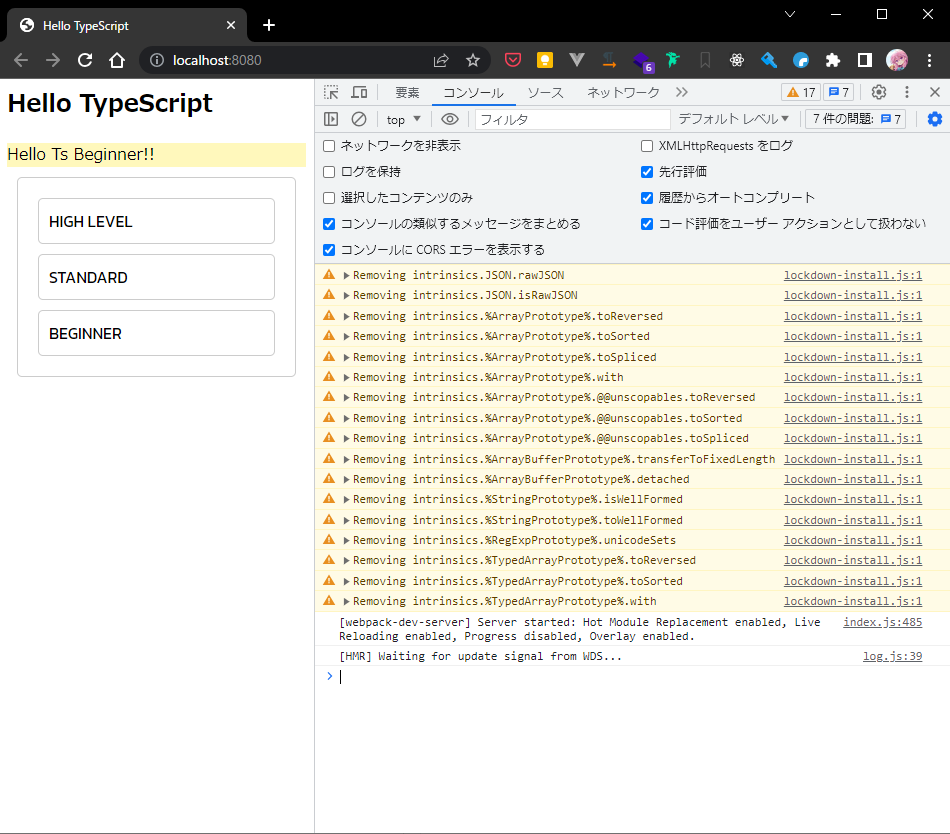 Hello TypeScript
localhost:8080
6
Hello TypeScript
Hello Ts Beginner!!
HIGH LEVEL
STANDARD
BEGINNER
要素
コンソール
ソース
ネットワーク
17
7
top
フィルタ
デフォルト レベル
7 件の問題:
7
ネットワークを非表示
XMLHttpRequests をログ
ログを保持
先行評価
選択したコンテンツのみ
履歴からオートコンプリート
コンソールの類似するメッセージをまとめる
コード評価をユーザー アクションとして扱わない
コンソールに CORS エラーを表示する
Removing intrinsics.JSON.rawJSON lockdown-install.js:1
Removing intrinsics.JSON.isRawJSON lockdown-install.js:1
Removing intrinsics.%ArrayPrototype%.toReversed lockdown-install.js:1
Removing intrinsics.%ArrayPrototype%.toSorted lockdown-install.js:1
Removing intrinsics.%ArrayPrototype%.toSpliced lockdown-install.js:1
Removing intrinsics.%ArrayPrototype%.with lockdown-install.js:1
Removing intrinsics.%ArrayPrototype%.@@unscopables.toReversed lockdown-install.js:1
Removing intrinsics.%ArrayPrototype%.@@unscopables.toSorted lockdown-install.js:1
Removing intrinsics.%ArrayPrototype%.@@unscopables.toSpliced lockdown-install.js:1
Removing intrinsics.%ArrayBufferPrototype%.transferToFixedLength lockdown-install.js:1
Removing intrinsics.%ArrayBufferPrototype%.detached lockdown-install.js:1
Removing intrinsics.%StringPrototype%.isWellFormed lockdown-install.js:1
Removing intrinsics.%StringPrototype%.toWellFormed lockdown-install.js:1
Removing intrinsics.%RegExpPrototype%.unicodeSets lockdown-install.js:1
Removing intrinsics.%TypedArrayPrototype%.toReversed lockdown-install.js:1
Removing intrinsics.%TypedArrayPrototype%.toSorted lockdown-install.js:1
Removing intrinsics.%TypedArrayPrototype%.with lockdown-install.js:1
[webpack-dev-server] Server started: Hot Module Replacement enabled, Live index.js:485
Reloading enabled, Progress disabled, Overlay enabled.
[HMR] Waiting for update signal from WDS... log.js:39